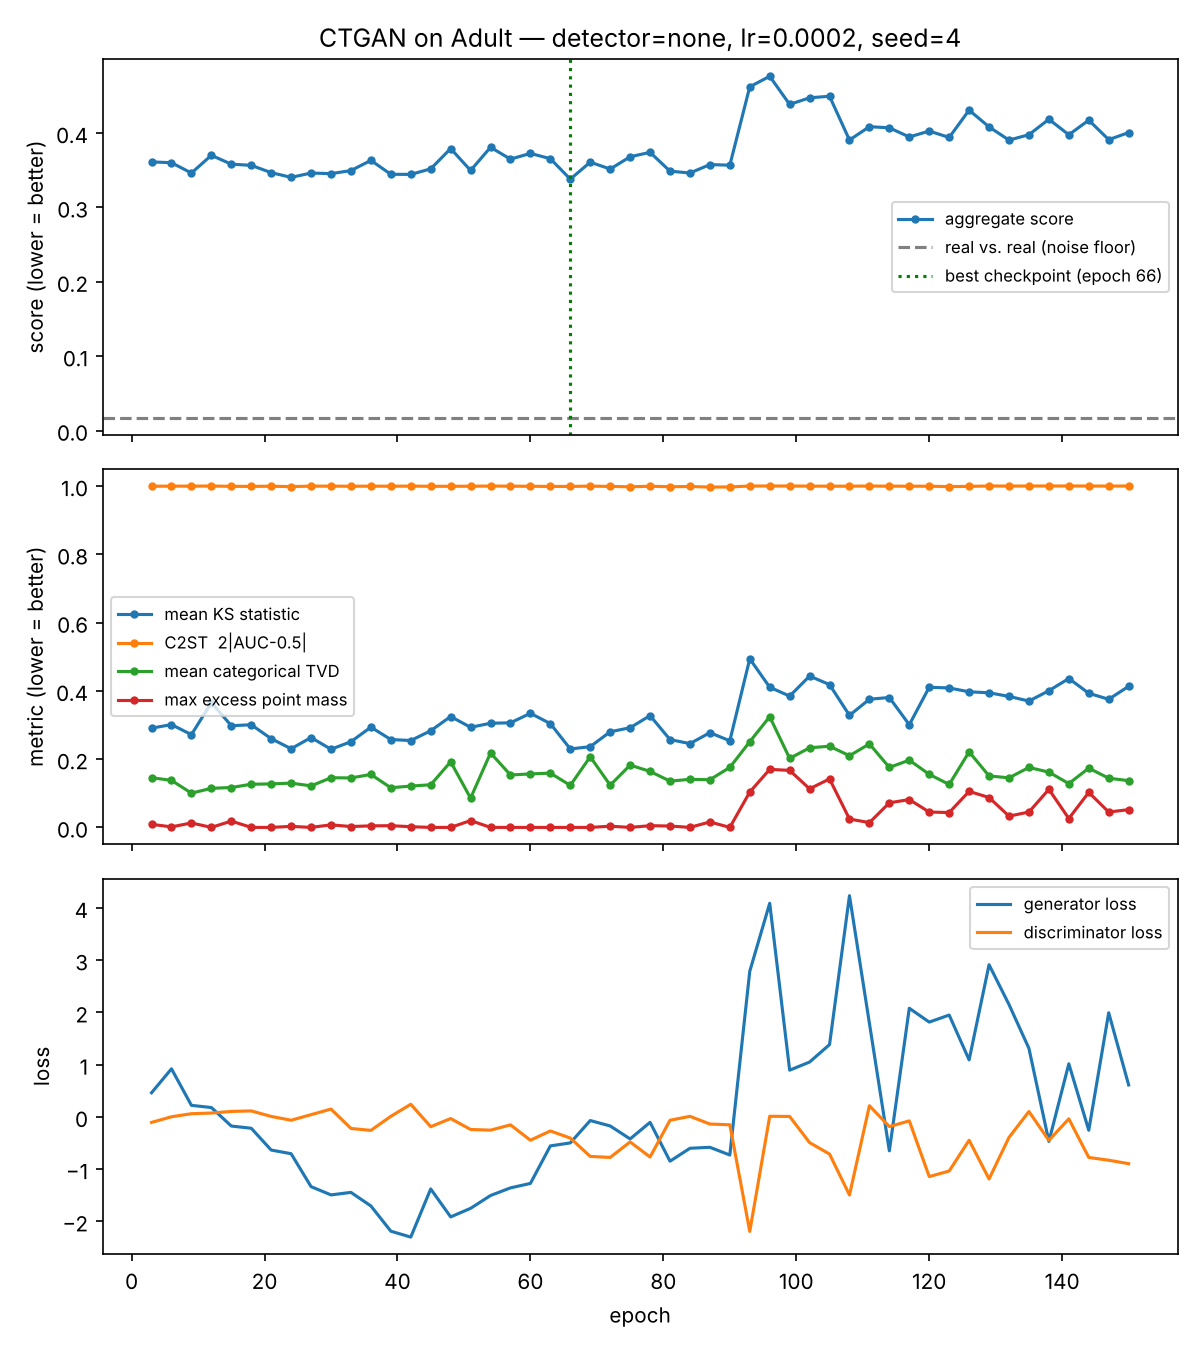 CTGAN on Adult — detector=none, lr=0.0002, seed=4
score (lower = better)
0.4
0.3
0.2
0.1
0.0
aggregate score
real vs. real (noise floor)
best checkpoint (epoch 66)
metric (lower = better)
1.0
0.8
0.6
0.4
0.2
0.0
mean KS statistic
C2ST  2|AUC-0.5|
mean categorical TVD
max excess point mass
loss
4
3
2
1
0
−1
−2
generator loss
discriminator loss
0
20
40
60
80
100
120
140
epoch